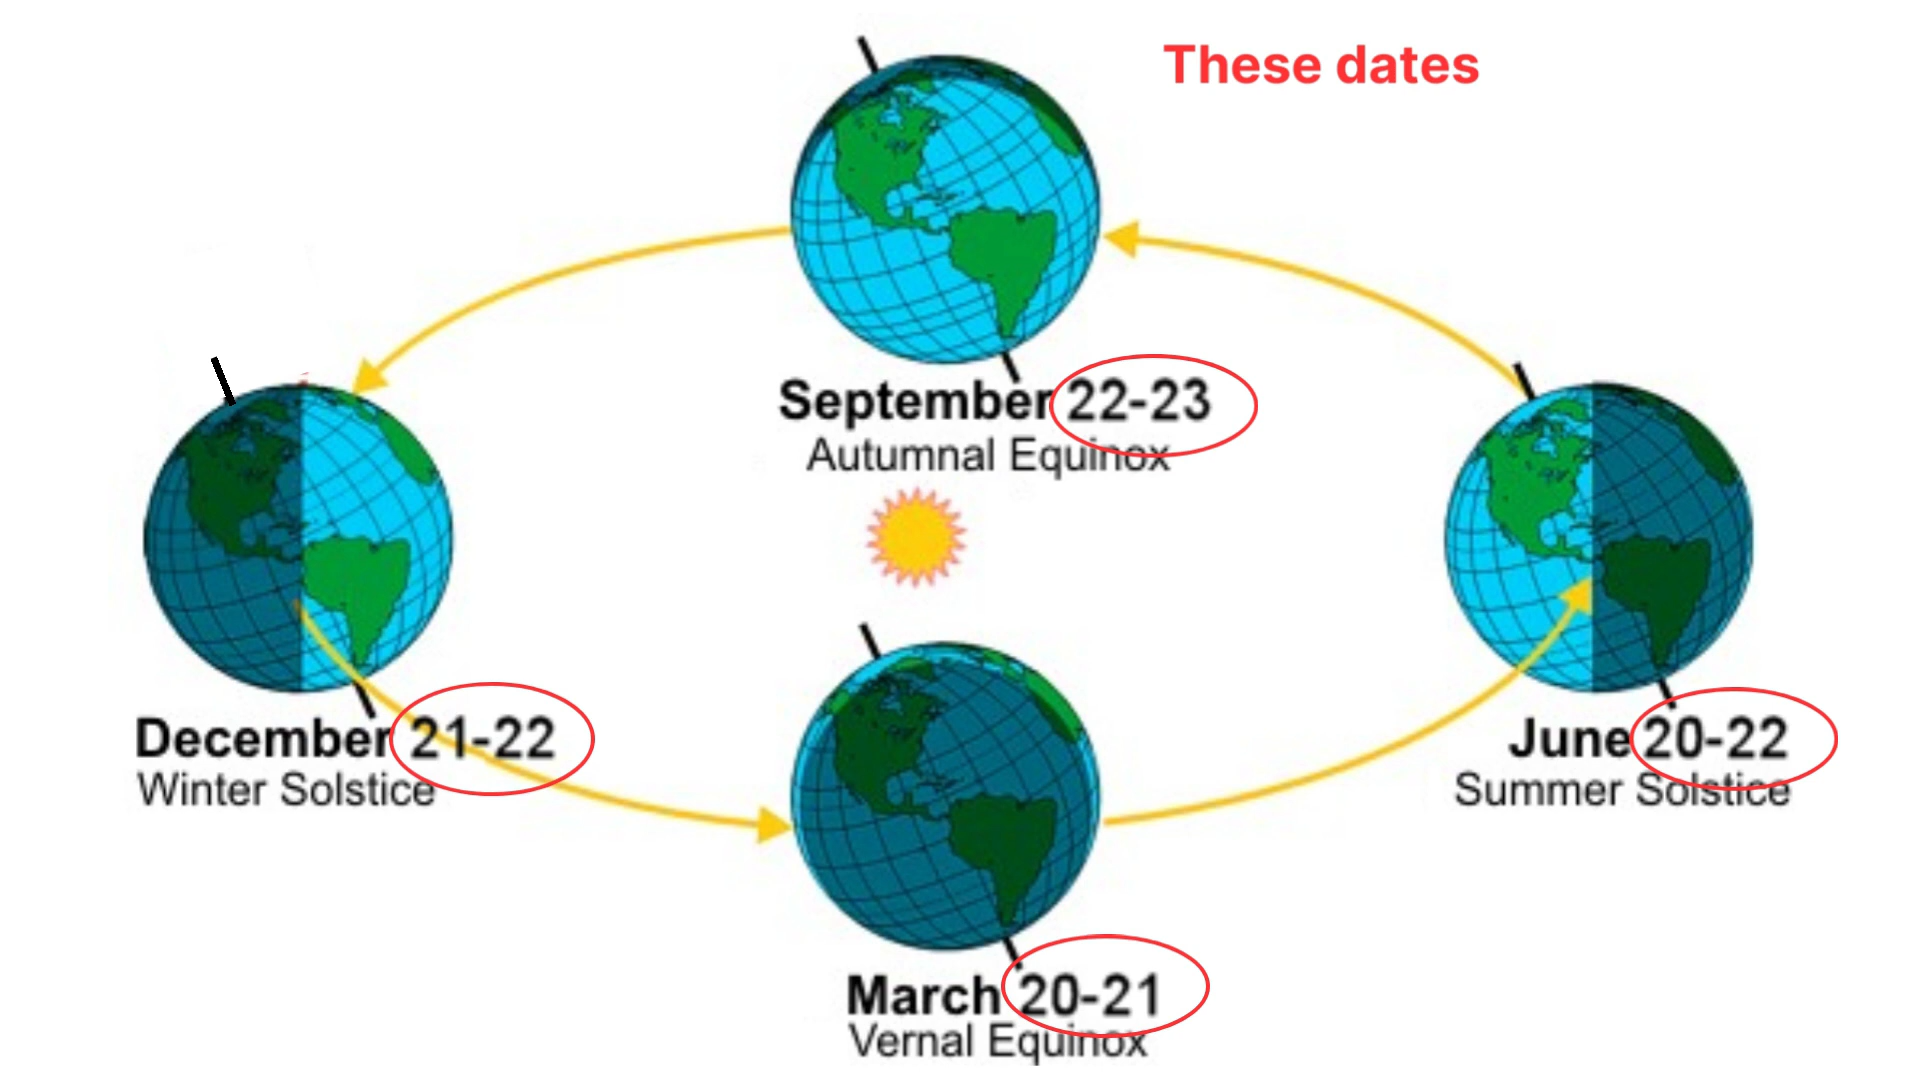 These dates
September 22-23
Autumnal Equinox
December 21-22
Winter Solstice
June 20-22
Summer Solstice
March 20-21
Vernal Equinox